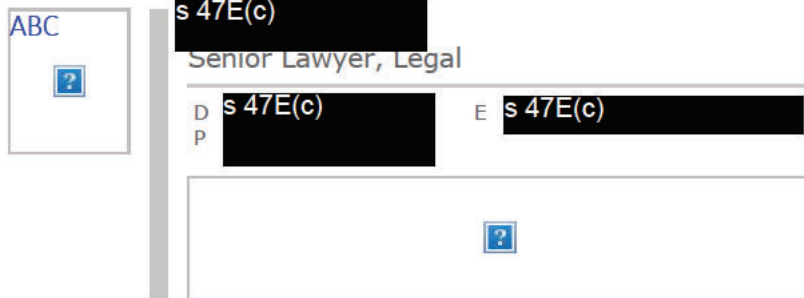 ABC
s 47E(c)
Senior Lawyer, Legal
D s 47E(c) E s 47E(c)
P
?
?